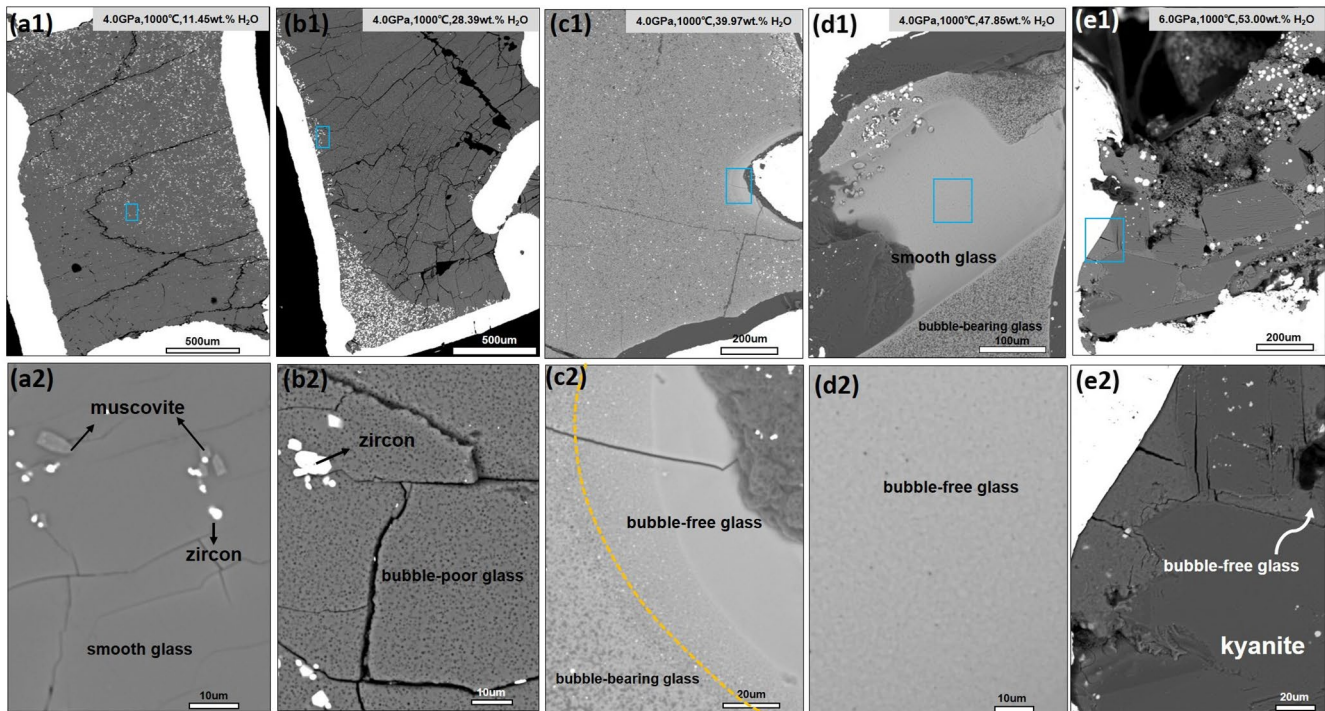 (a1)
4.0GPa,1000℃,11.45wt.% H₂O
500um
(b1)
4.0GPa,1000℃,28.39wt.% H₂O
500um
(c1)
4.0GPa,1000℃,39.97wt.% H₂O
200um
(d1)
4.0GPa,1000℃,47.85wt.% H₂O
smooth glass
bubble-bearing glass
100um
(e1)
6.0GPa,1000℃,53.00wt.% H₂O
200um
(a2)
muscovite
zircon
smooth glass
10um
(b2)
zircon
bubble-poor glass
10um
(c2)
bubble-free glass
bubble-bearing glass
20um
(d2)
bubble-free glass
10um
(e2)
bubble-free glass
kyanite
20um